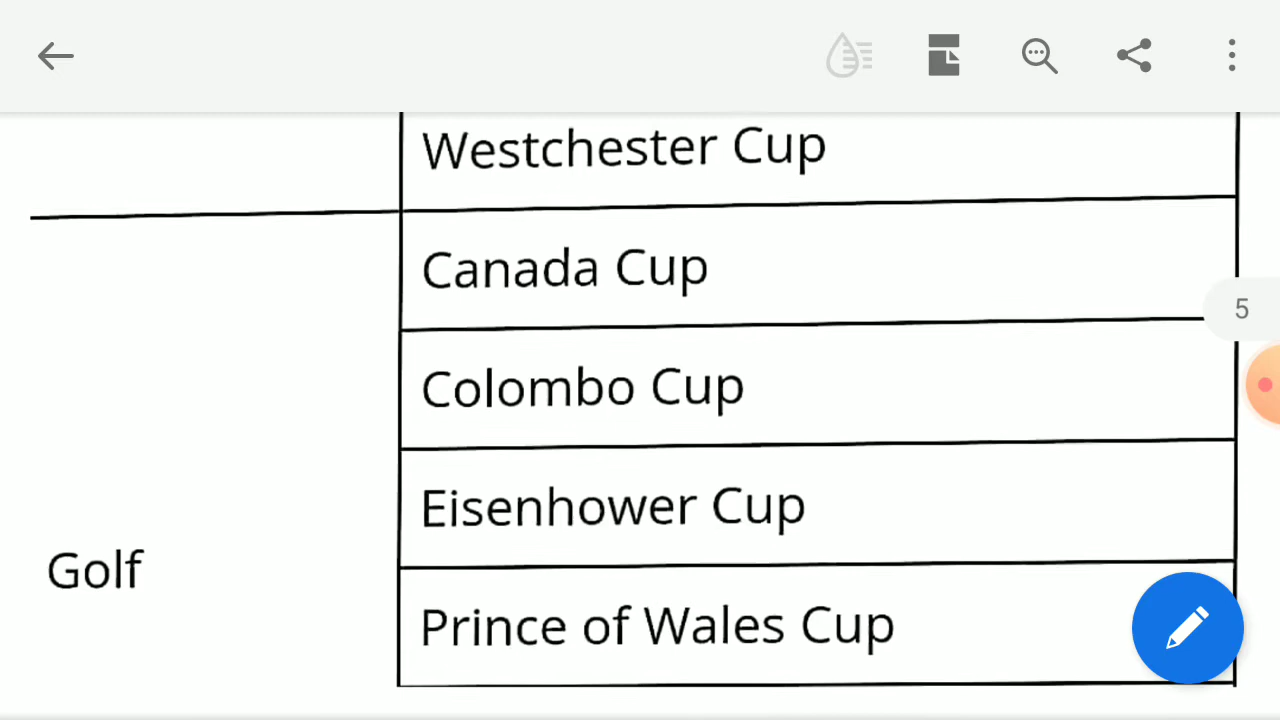 Westchester Cup
Canada Cup
5
Colombo Cup
Eisenhower Cup
Golf
Prince of Wales Cup